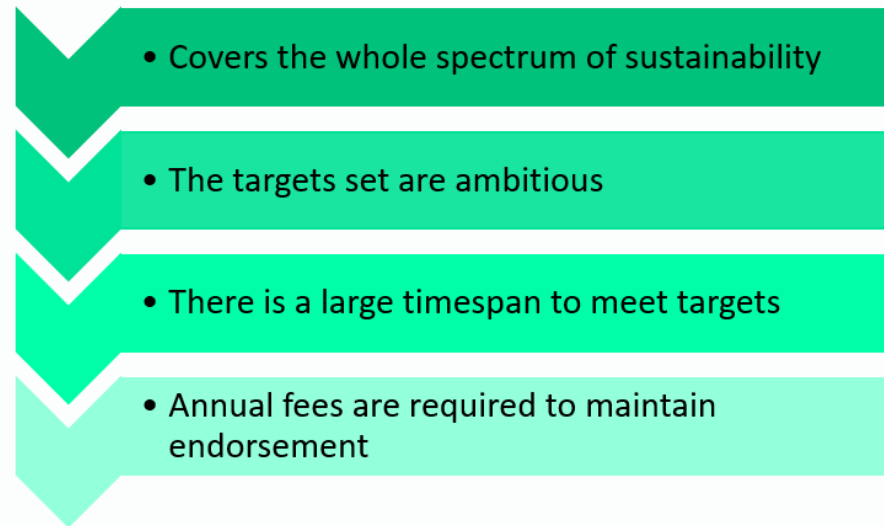 • Covers the whole spectrum of sustainability
• The targets set are ambitious
• There is a large timespan to meet targets
• Annual fees are required to maintain
endorsement